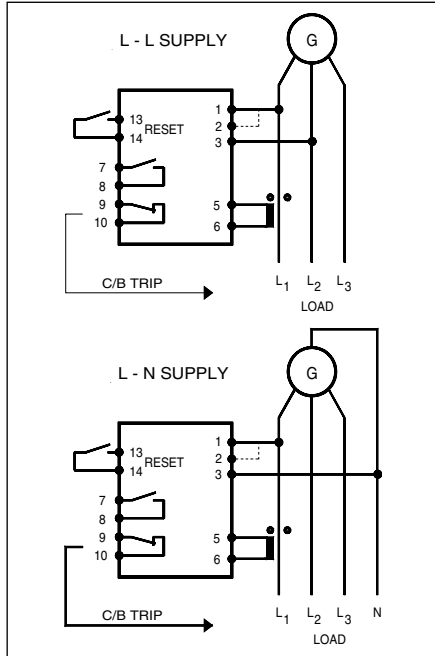 L - L SUPPLY
G
13
RESET
14
7
8
9
10
1
2
3
5
6
C/B TRIP
L1 L2 L3
LOAD
L - N SUPPLY
G
13
RESET
14
7
8
9
10
1
2
3
5
6
C/B TRIP
L1 L2 L3 N
LOAD